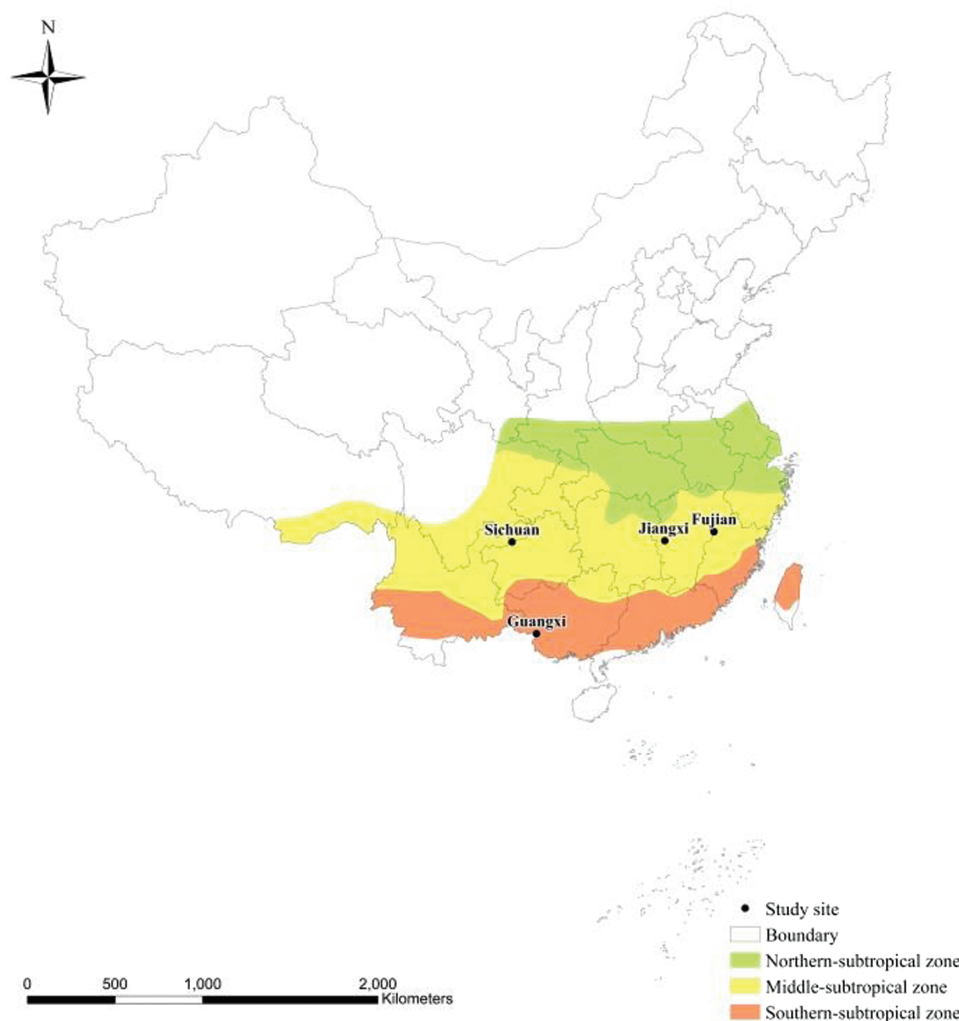 N
Sichuan
Jiangxi
Fujian
Guangxi
Study site
Boundary
Northern-subtropical zone
Middle-subtropical zone
Southern-subtropical zone
0 500 1,000 2,000
Kilometers